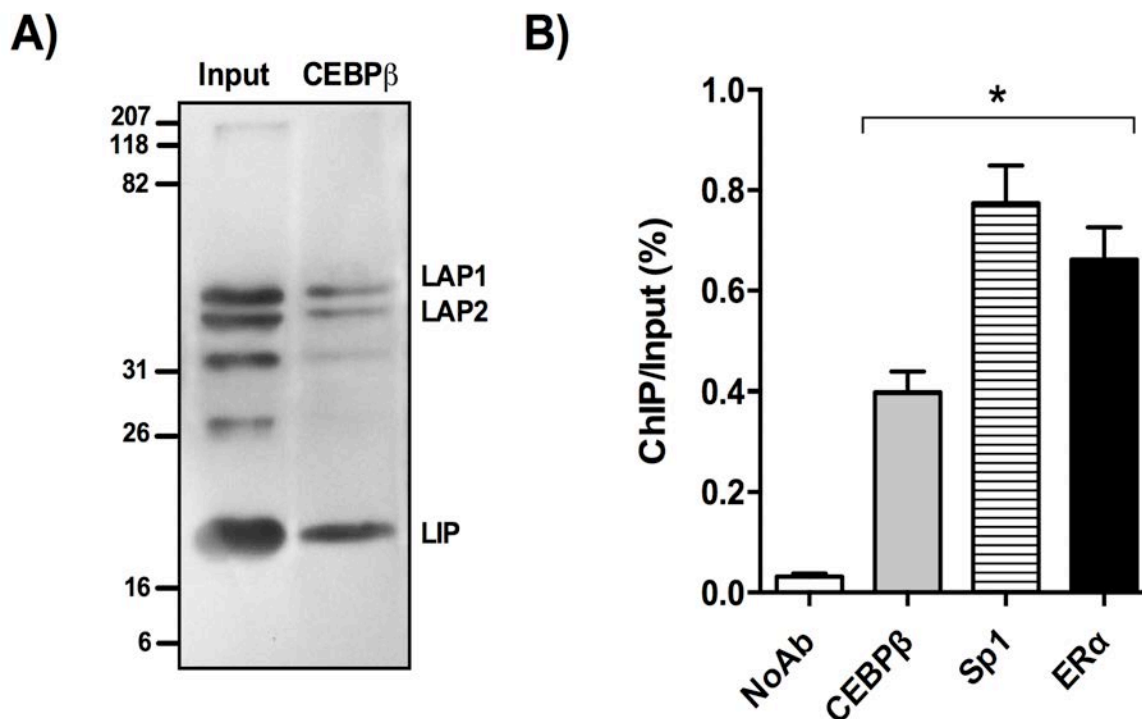 A)
Input CEBPβ
207
118
82
31
26
16
6
LAP1
LAP2
LIP
B)
*
ChIP/Input (%)
1.0
0.8
0.6
0.4
0.2
0.0
NoAb
CEBPβ
Sp1
ERα